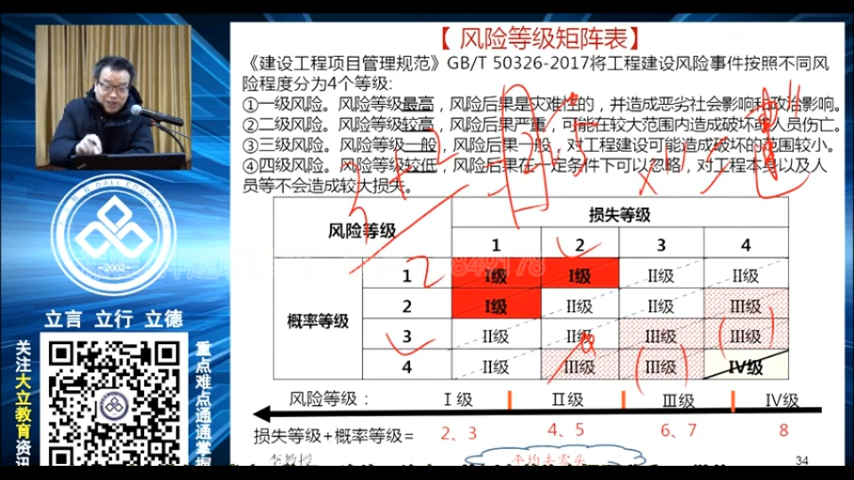 【 风险等级矩阵表】
《建设工程项目管理规范》GB/T 50326-2017将工程建设风险事件按照不同风
险程度分为4个等级:
①一级风险。风险等级最高，风险后果是灾难性的，并造成恶劣社会影响和政治影响。
②二级风险。风险等级较高，风险后果严重，可能在较大范围内造成破坏或人员伤亡。
③三级风险。风险等级一般，风险后果一般，对工程建设可能造成破坏的范围较小。
④四级风险。风险等级较低，风险后果在一定条件下可以忽略，对工程本身以及人
员等不会造成较大损失。
风险等级 损失等级
1 2 3 4
概率等级
1 I级 I级 II级 II级
2 I级 II级 II级 III级
3 II级 II级 III级 III级
4 II级 III级 III级 IV级
风险等级： I 级 II级 III级 IV级
损失等级+概率等级= 2、3 4、5 6、7 8
李教授 平均去零头 34
DALI EDU
2002
立言 立行 立德
关注大立教育资讯
重点难点通通掌握